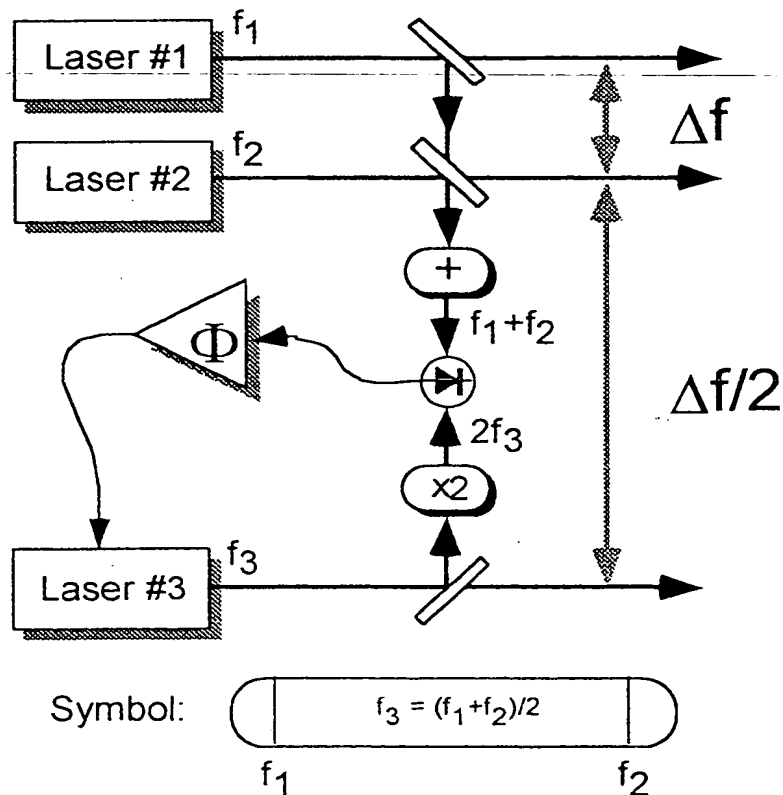 Laser #1
f1
Δf
Laser #2
f2
+
f1+f2
Φ
Δf/2
2f3
x2
Laser #3
f3
Symbol:
f3 = (f1+f2)/2
f1
f2